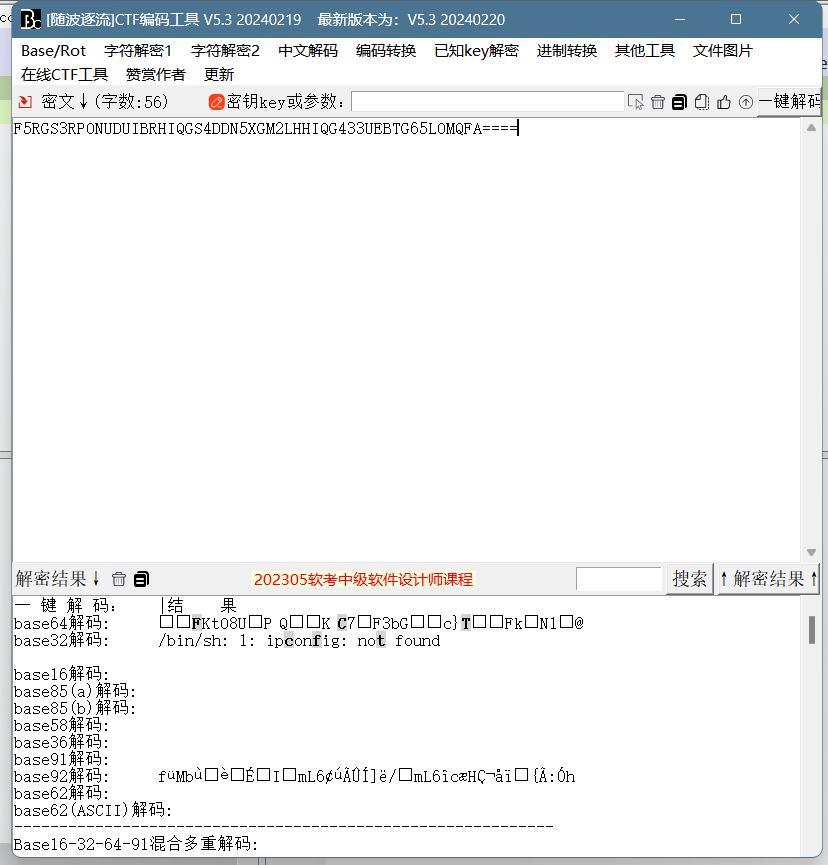 [随波逐流]CTF编码工具 V5.3 20240219 最新版本为: V5.3 20240220
Base/Rot 字符解密1 字符解密2 中文解码 编码转换 已知key解密 进制转换 其他工具 文件图片
在线CTF工具 赞赏作者 更新
密文↓(字数:56) 密钥key或参数: 一键解码
F5RGS3RPONUDUIBRHIQGS4DDN5XGM2LHHIQG433UEBTG65LOMQFA====
解密结果↓ 202305软考中级软件设计师课程 搜索 ↑解密结果↑
一 键 解 码: |结 果
base64解码: □□FKtO8U□P Q□□K C7□F3bG□□c}T□□Fk□N1□@
base32解码: /bin/sh: 1: ipconfig: not found
base16解码:
base85(a)解码:
base85(b)解码:
base58解码:
base36解码:
base91解码:
base92解码: füMbù□è□É□I□mL6¢úÃÛÍ]ë/□mL6îcæHQ¬åï□{Â:Óh
base62解码:
base62(ASCII)解码:
------------------------------------------------------------
Base16-32-64-91混合多重解码: